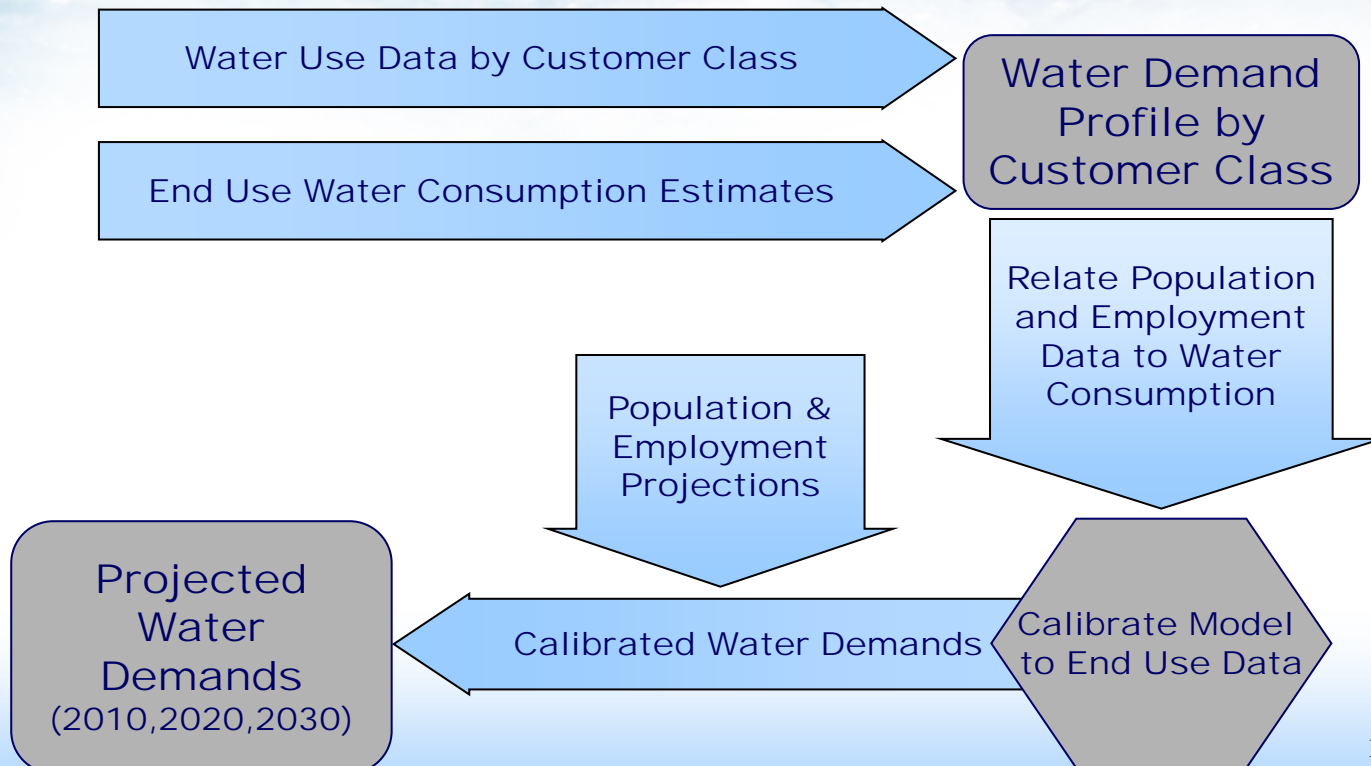 Water Use Data by Customer Class
Water Demand
Profile by
Customer Class
End Use Water Consumption Estimates
Relate Population
and Employment
Data to Water
Consumption
Population &
Employment
Projections
Projected
Water
Demands
(2010,2020,2030)
Calibrated Water Demands
Calibrate Model
to End Use Data